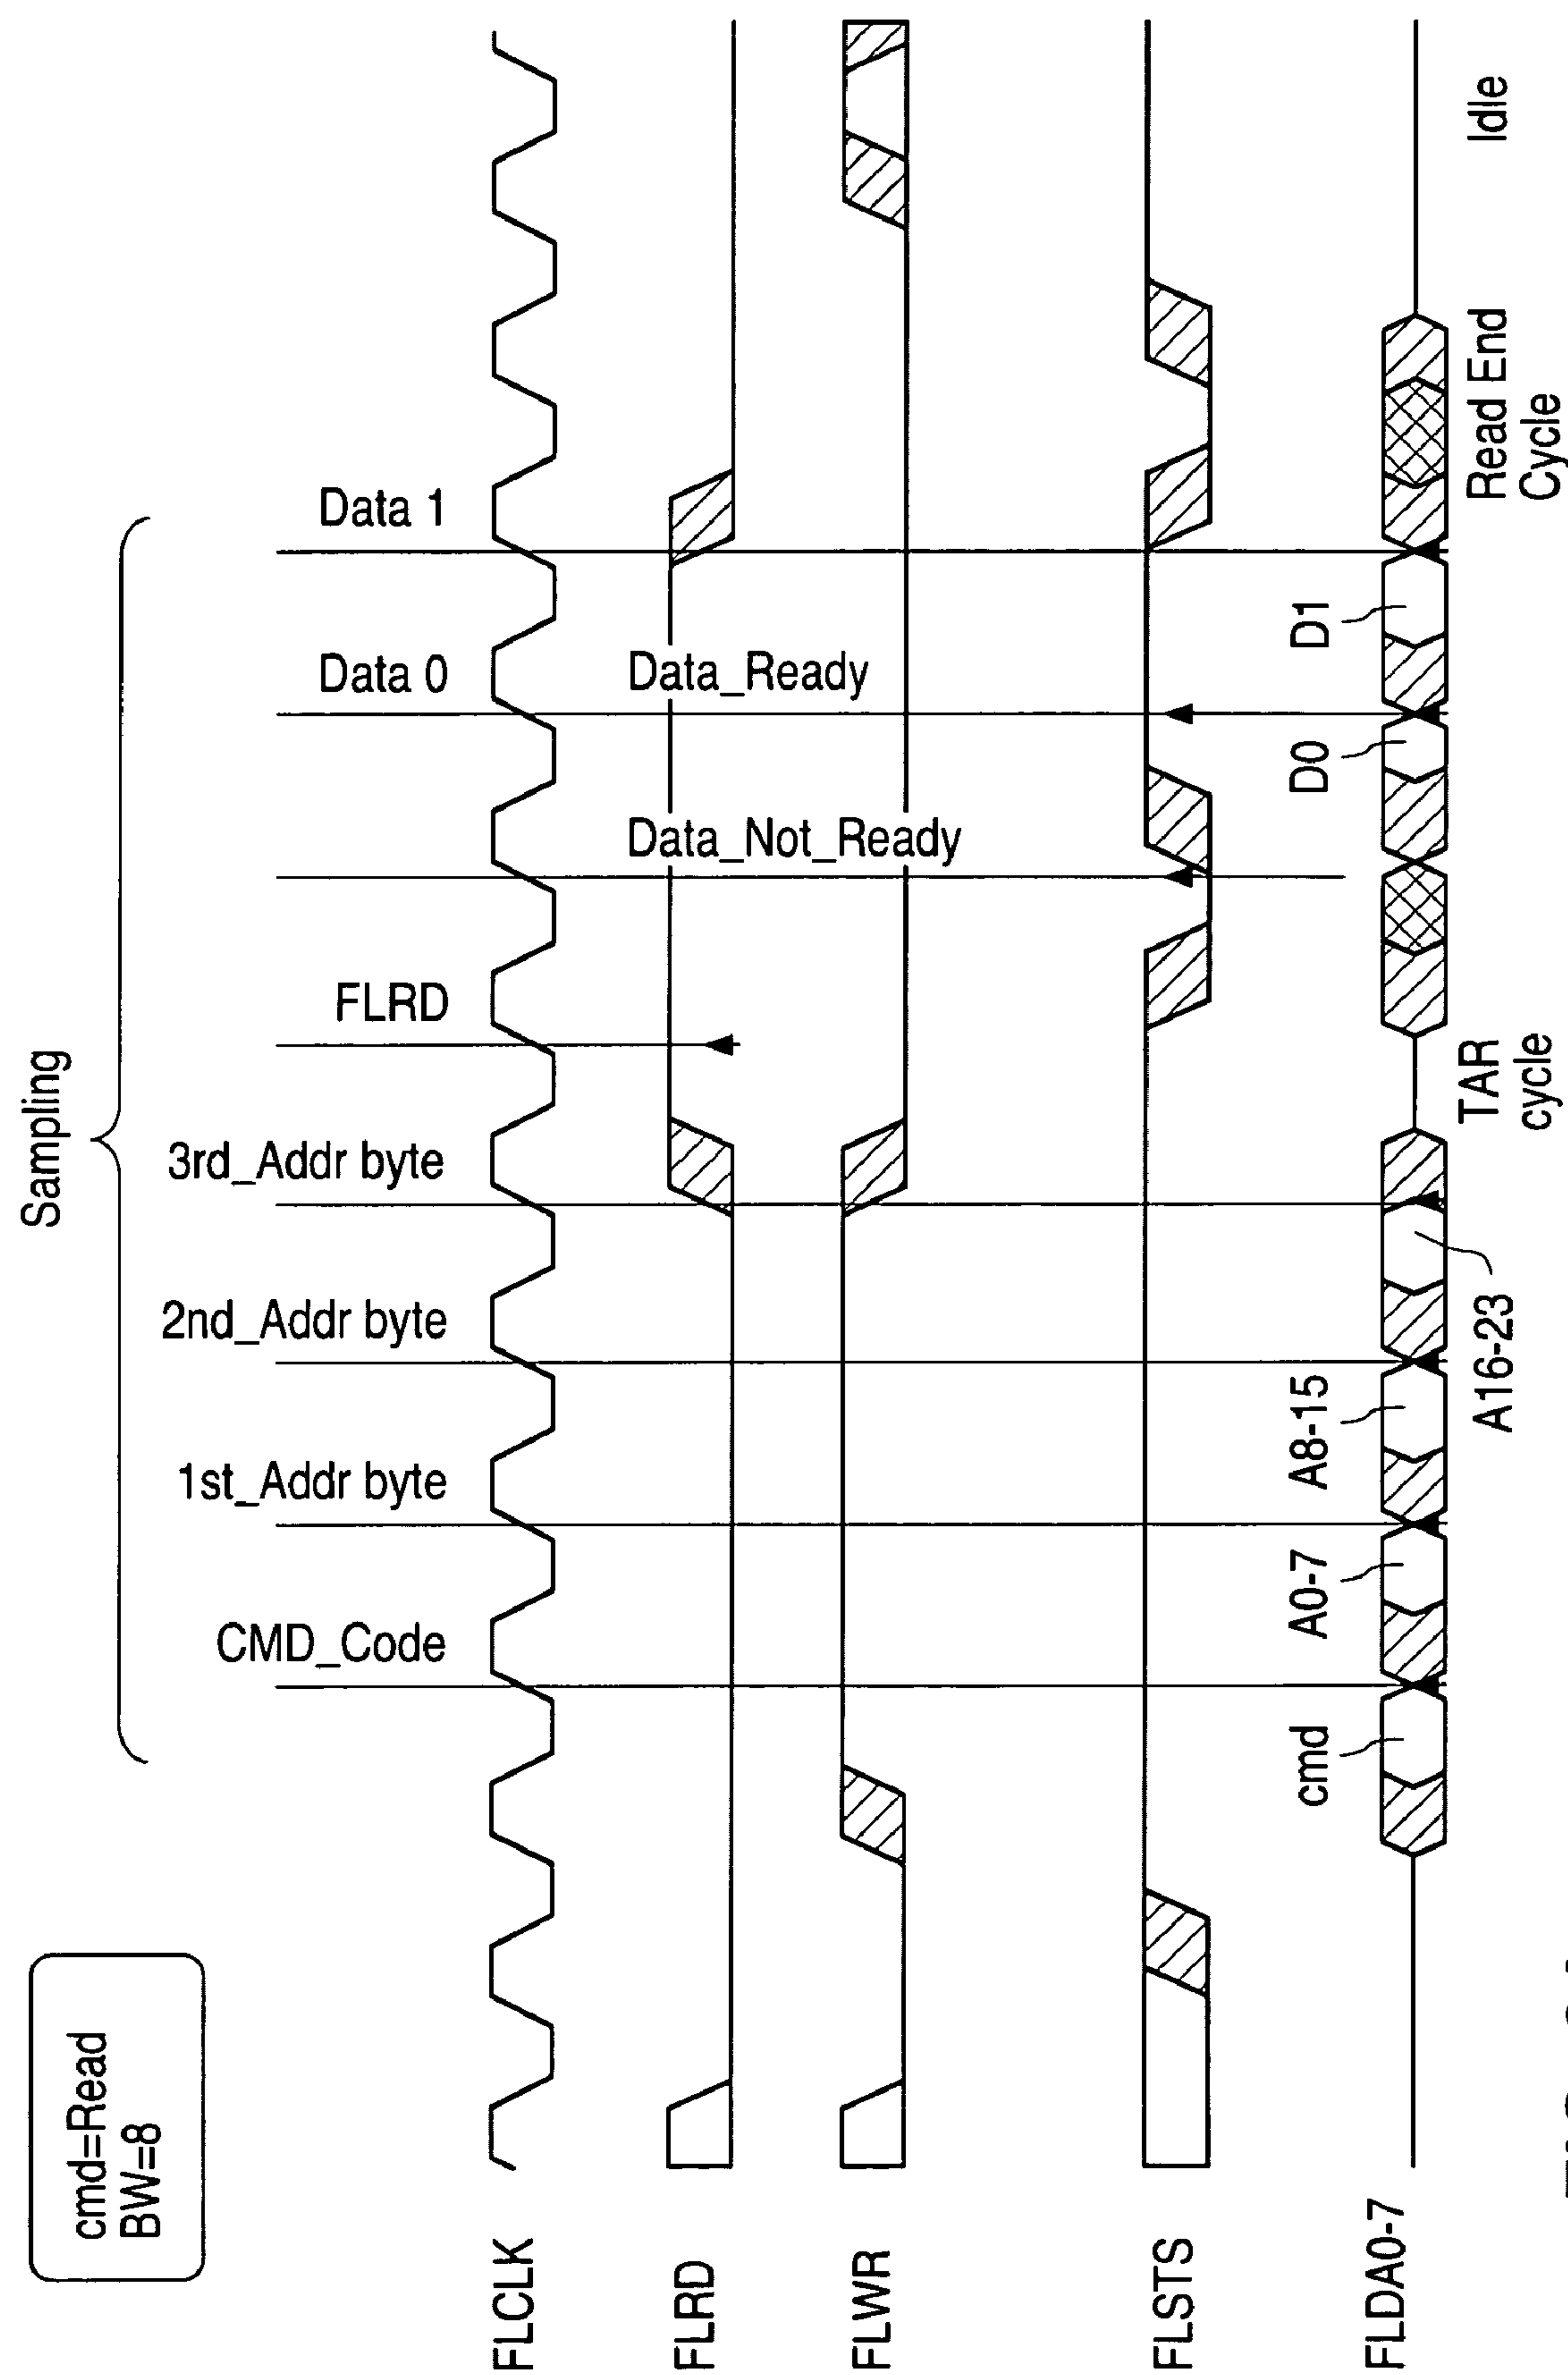 cmd=Read
BW=8
Sampling
CMD_Code
1st_Addr byte
2nd_Addr byte
3rd_Addr byte
FLRD
Data 0
Data 1
FLCLK
FLRD
Data_Not_Ready
Data_Ready
FLWR
FLSTS
FLDA0-7
cmd
A0-7
A8-15
A16-23
D0
D1
TAR
cycle
Read End
Cycle
Idle